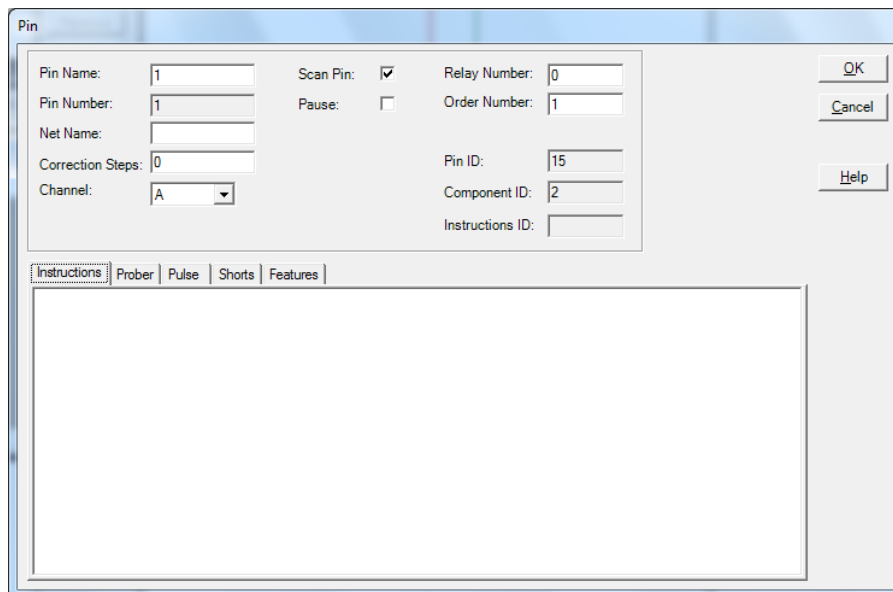 Pin
Pin Name: 1 Scan Pin: Relay Number: 0 OK
Pin Number: 1 Pause: Order Number: 1 Cancel
Net Name:
Correction Steps: 0 Pin ID: 15 Help
Channel: A Component ID: 2
Instructions ID:
Instructions Prober Pulse Shorts Features